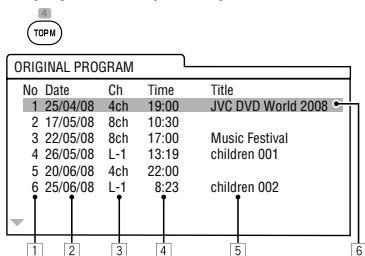 4
TOPM
ORIGINAL PROGRAM
No Date Ch Time Title
1 25/04/08 4ch 19:00 JVC DVD World 2008
2 17/05/08 8ch 10:30
3 22/05/08 8ch 17:00 Music Festival
4 26/05/08 L-1 13:19 children 001
5 20/06/08 4ch 22:00
6 25/06/08 L-1 8:23 children 002
1 2 3 4 5 6